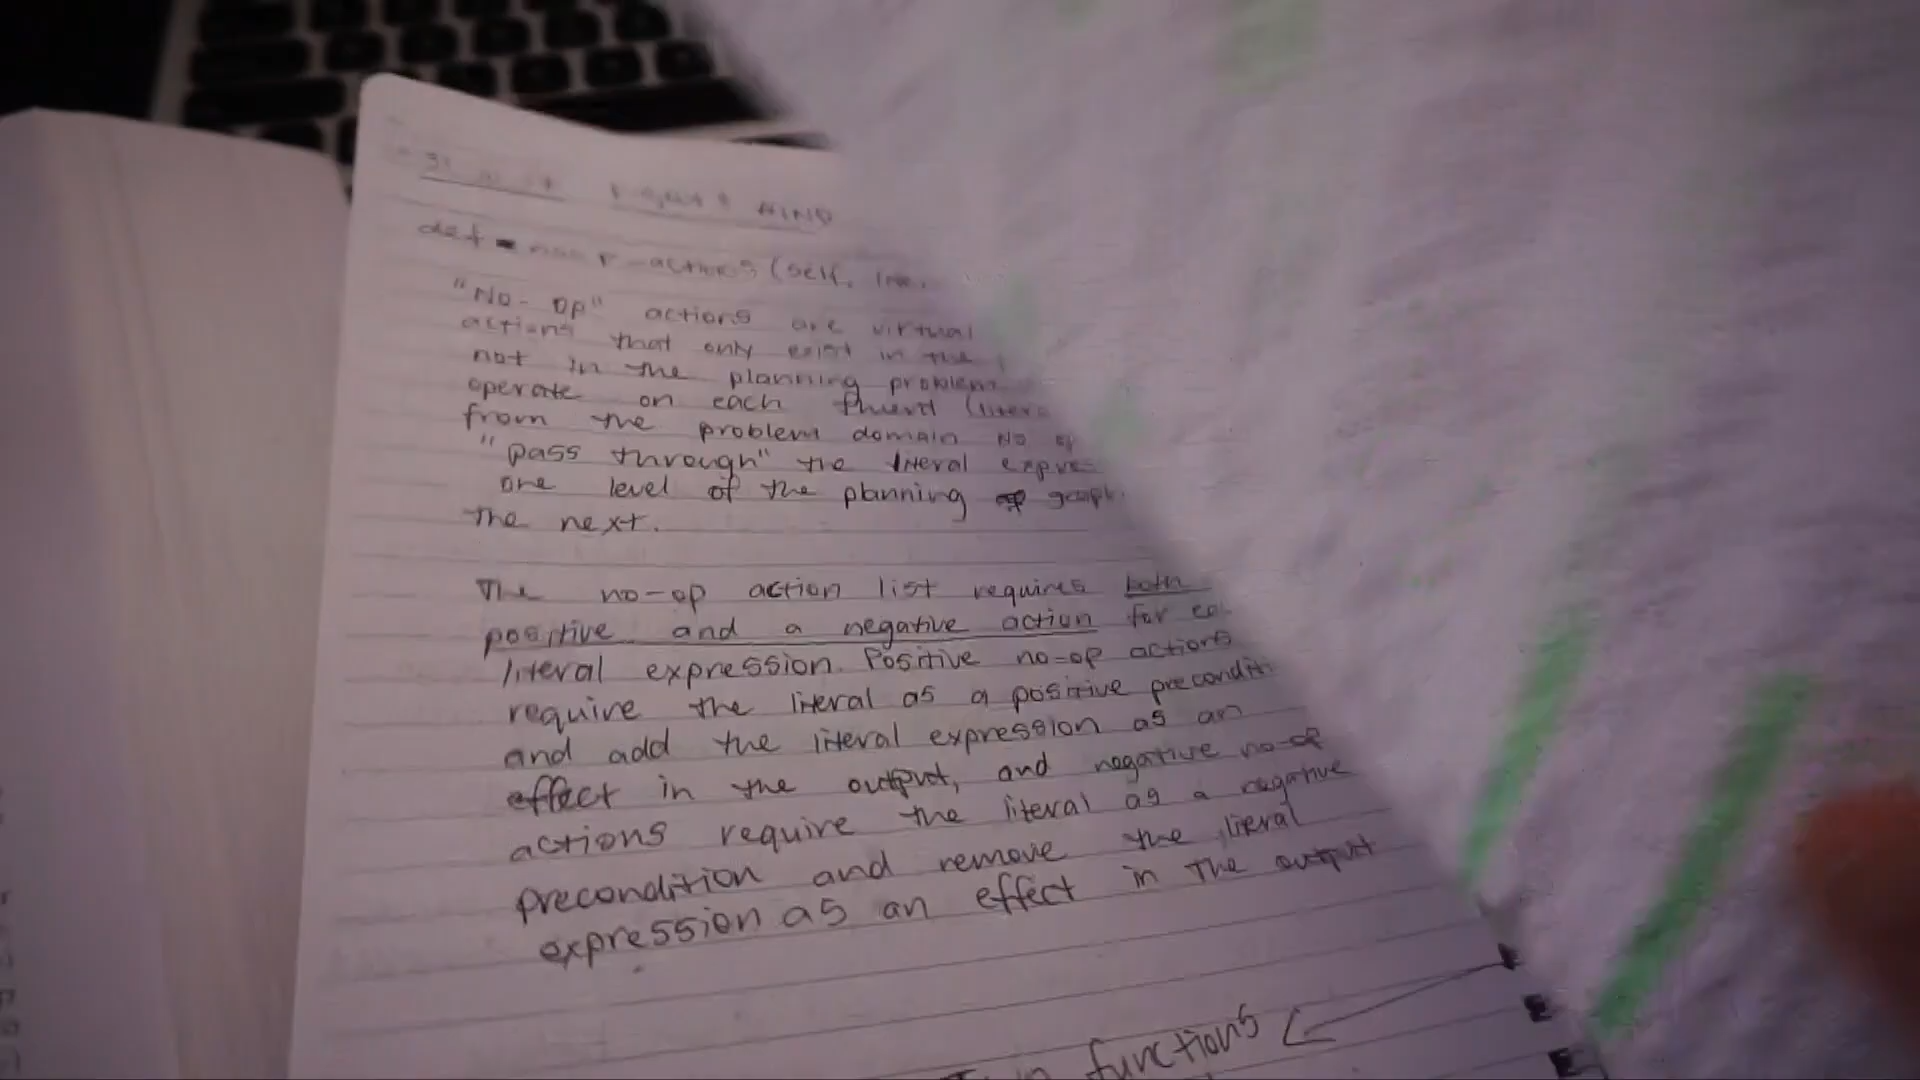 actions (self,
"No-op" actions are virtual
actions that only exist in the
not in the planning problem
operate on each
from the problem domain No op
"pass through" the literal
one level of the planning
the next.
The no-op action list requires both
positive and a negative action for
literal expression. Positive no-op actions
require the literal as a positive
and add the literal expression as an
effect in the output, and negative no-op
actions require the literal as a negative
precondition and remove the literal
expression as an effect in the output
functions